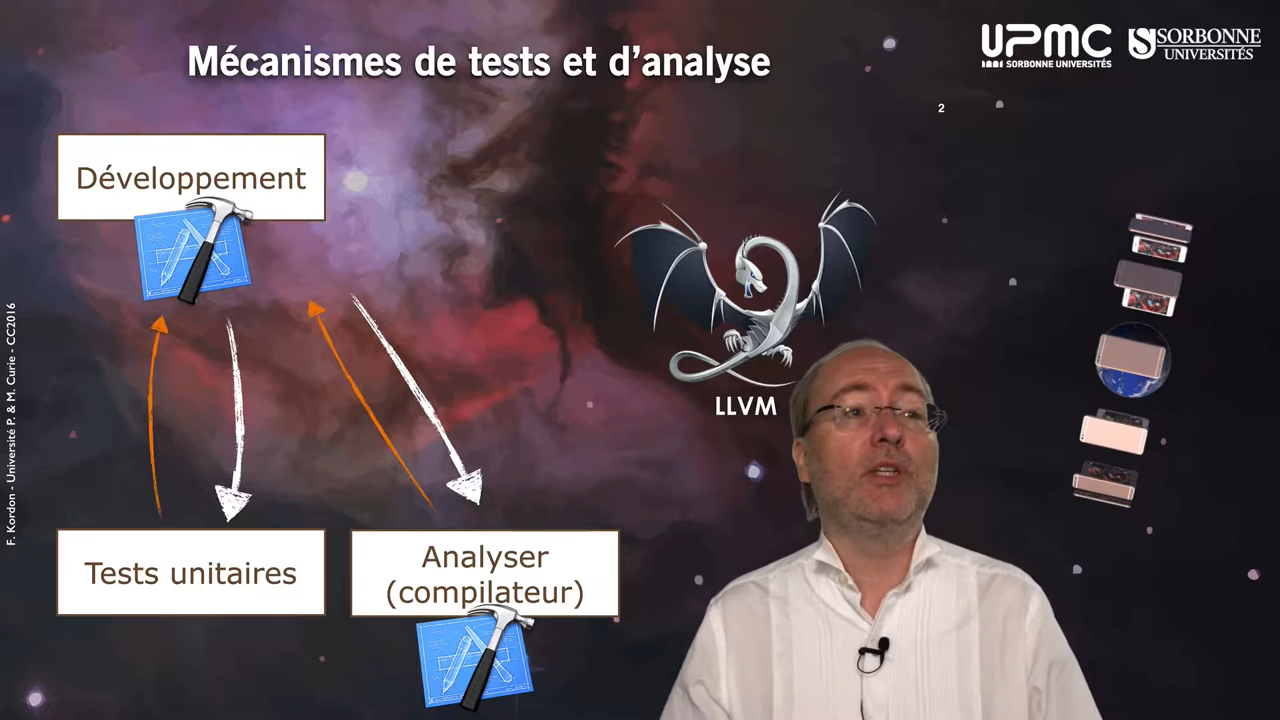 Mécanismes de tests et d'analyse
UPMC
SORBONNE UNIVERSITÉS
SORBONNE
UNIVERSITÉS
2
Développement
LLVM
Tests unitaires
Analyser
(compilateur)
F. Kordon - Université P. & M. Curie - CC2016